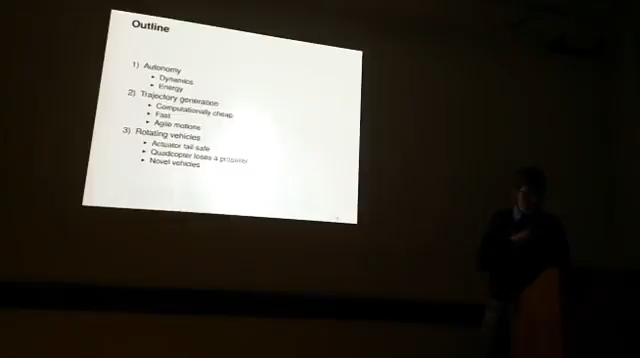 Outline
1) Autonomy
• Dynamics
• Energy
2) Trajectory generation
• Computationally cheap
• Fast
• Agile motions
3) Rotating vehicles
• Actuator fail-safe
• Quadcopter loses a propeller
• Novel vehicles